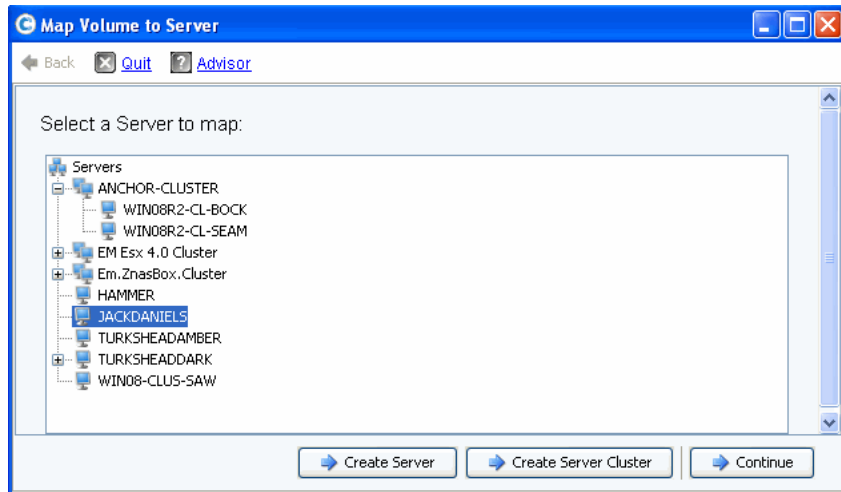 Map Volume to Server
Back Quit Advisor
Select a Server to map:
Servers
ANCHOR-CLUSTER
WIN08R2-CL-BOCK
WIN08R2-CL-SEAM
EM Esx 4.0 Cluster
Em.ZnasBox.Cluster
HAMMER
JACKDANIELS
TURKSHEADAMBER
TURKSHEADDARK
WIN08-CLUS-SAW
Create Server Create Server Cluster Continue